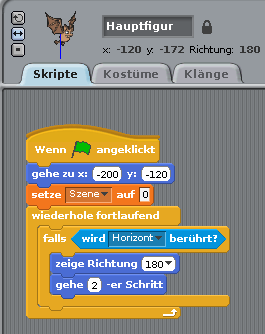 Hauptfigur
x: -120 y: -172 Richtung: 180
Skripte Kostüme Klänge
Wenn angeklickt
gehe zu x: -200 y: -120
setze Szene auf 0
wiederhole fortlaufend
falls wird Horizont berührt?
zeige Richtung 180
gehe 2 -er Schritt